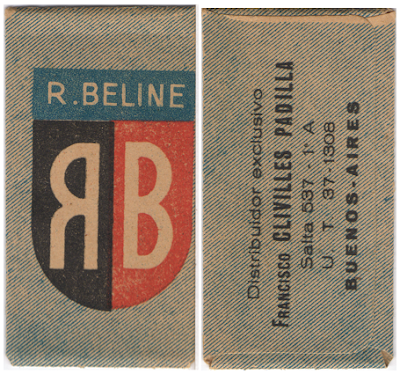 R. BELINE
RB
Distribuidor exclusivo
FRANCISCO CLIVILLES PADILLA
Salta 537 - 1º A
U. T. 37-1308
BUENOS-AIRES